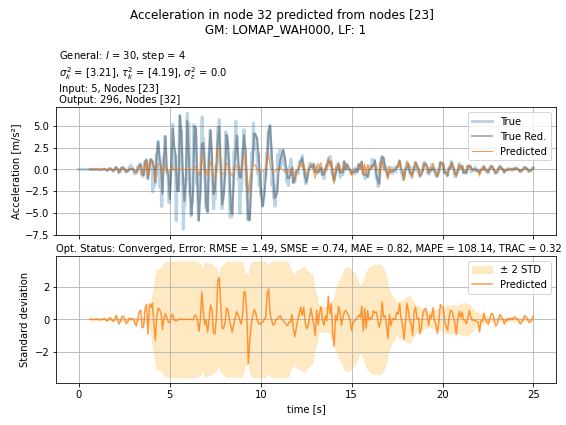 Acceleration in node 32 predicted from nodes [23]
GM: LOMAP_WAH000, LF: 1
General: l = 30, step = 4
σ²ₖ = [3.21], τ²ₖ = [4.19], σ²_ε = 0.0
Input: 5, Nodes [23]
Output: 296, Nodes [32]
Acceleration [m/s²]
5.0
2.5
0.0
−2.5
−5.0
−7.5
True
True Red.
Predicted
Opt. Status: Converged, Error: RMSE = 1.49, SMSE = 0.74, MAE = 0.82, MAPE = 108.14, TRAC = 0.32
Standard deviation
2
0
−2
± 2 STD
Predicted
0 5 10 15 20 25
time [s]